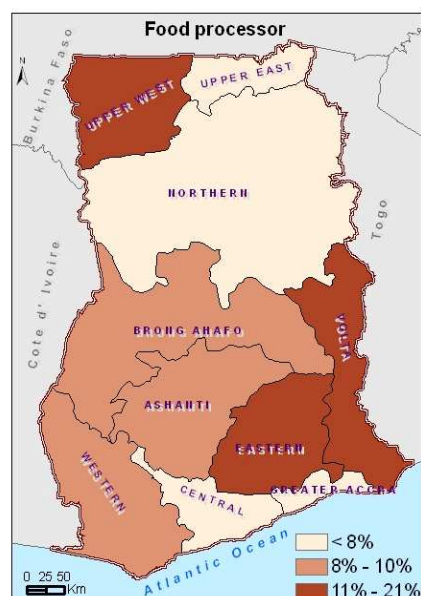 Food processor
N
Burkina Faso
UPPER WEST
UPPER EAST
NORTHERN
Togo
Cote d' Ivoire
BRONG AHAFO
VOLTA
ASHANTI
EASTERN
WESTERN
CENTRAL
GREATER ACCRA
Atlantic Ocean
< 8%
8% - 10%
11% - 21%
0 25 50
Km